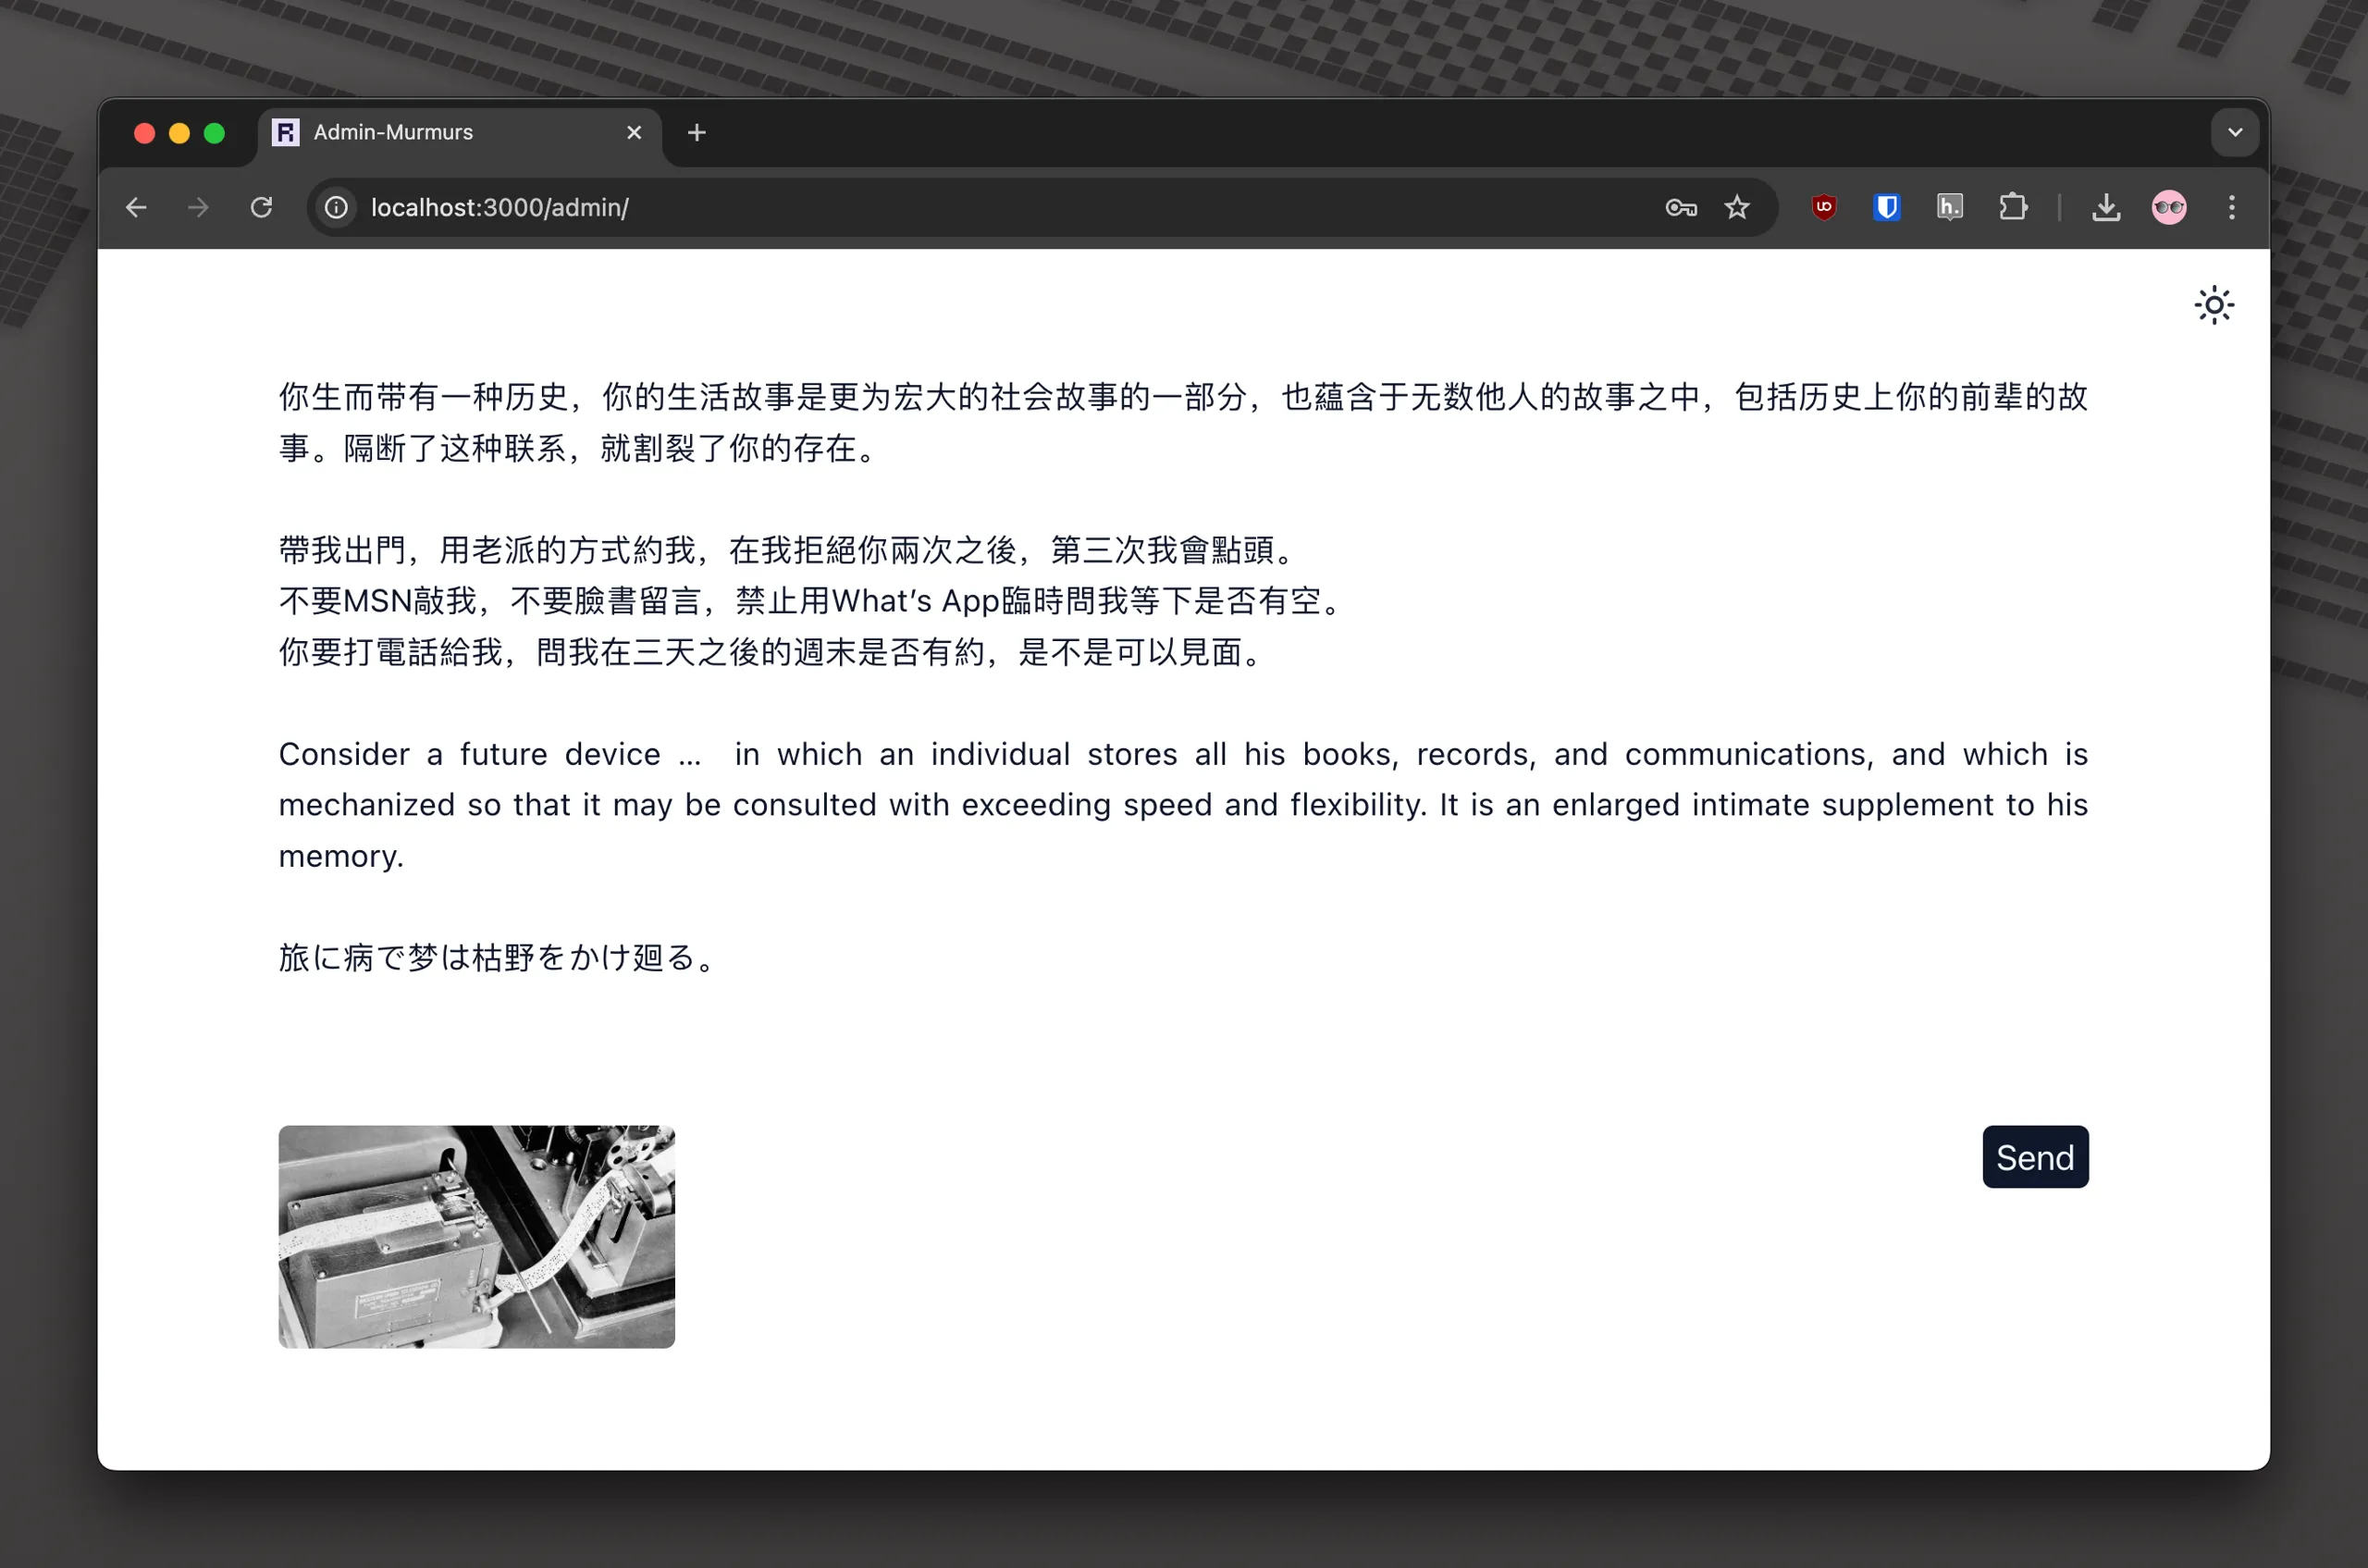 Admin-Murmurs
localhost:3000/admin/
你生而带有一种历史，你的生活故事是更为宏大的社会故事的一部分，也蕴含于无数他人的故事之中，包括历史上你的前辈的故
事。隔断了这种联系，就割裂了你的存在。
帶我出門，用老派的方式約我，在我拒絕你兩次之後，第三次我會點頭。
不要MSN敲我，不要臉書留言，禁止用What’s App臨時問我等下是否有空。
你要打電話給我，問我在三天之後的週末是否有約，是不是可以見面。
Consider a future device … in which an individual stores all his books, records, and communications, and which is
mechanized so that it may be consulted with exceeding speed and flexibility. It is an enlarged intimate supplement to his
memory.
旅に病で梦は枯野をかけ廻る。
Send